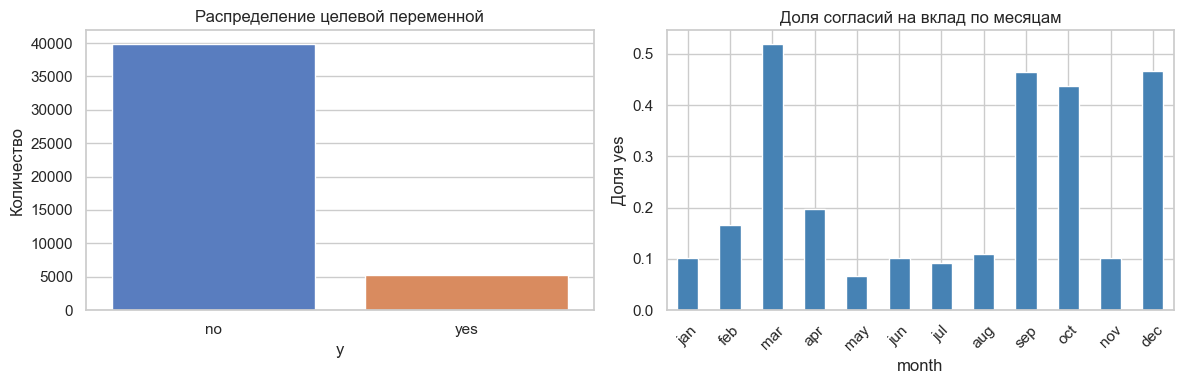 Распределение целевой переменной
Количество
40000
35000
30000
25000
20000
15000
10000
5000
0
no
yes
y
Доля согласий на вклад по месяцам
Доля yes
0.5
0.4
0.3
0.2
0.1
0.0
jan
feb
mar
apr
may
jun
jul
aug
sep
oct
nov
dec
month